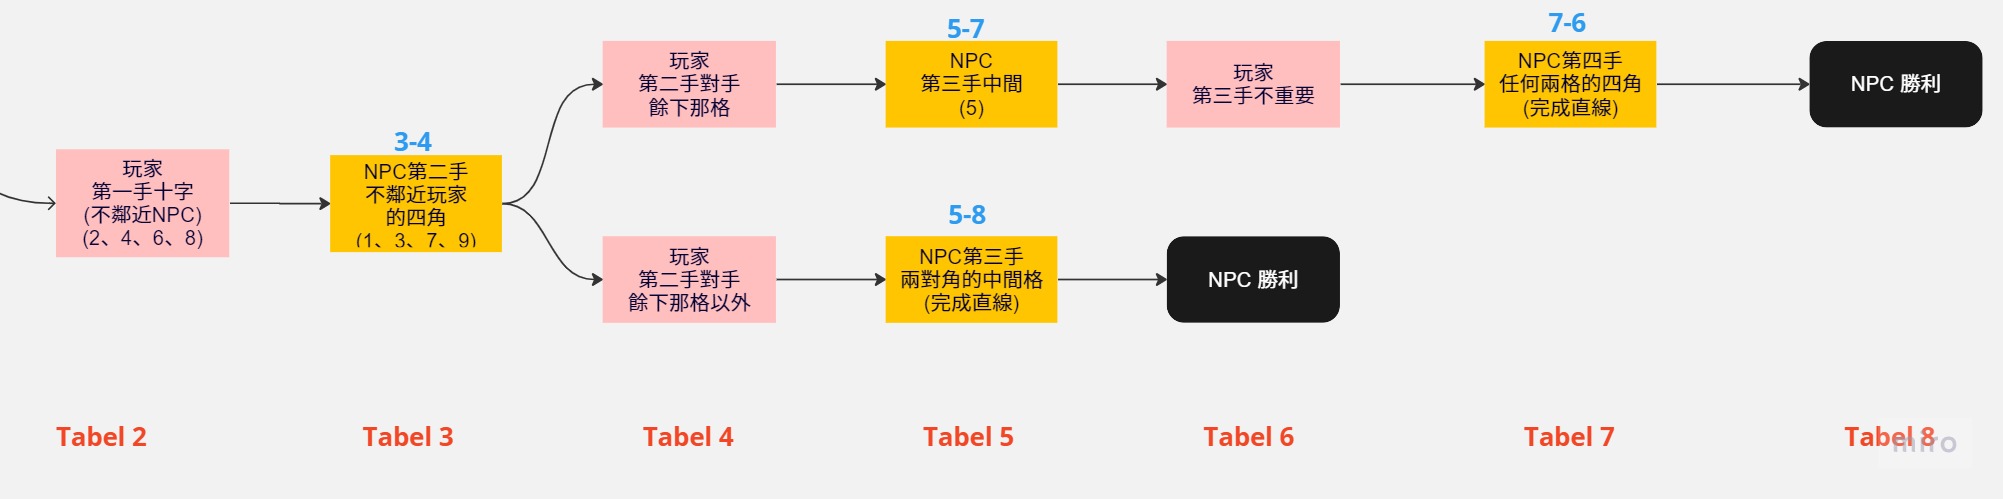 5-7
7-6
玩家
第二手對手
餘下那格
NPC
第三手中間
(5)
玩家
第三手不重要
NPC第四手
任何兩格的四角
(完成直線)
NPC 勝利
3-4
玩家
第一手十字
(不鄰近NPC)
(2、4、6、8)
NPC第二手
不鄰近玩家
的四角
(1、3、7、9)
5-8
玩家
第二手對手
餘下那格以外
NPC第三手
兩對角的中間格
(完成直線)
NPC 勝利
Tabel 2
Tabel 3
Tabel 4
Tabel 5
Tabel 6
Tabel 7
Tabel 8
miro